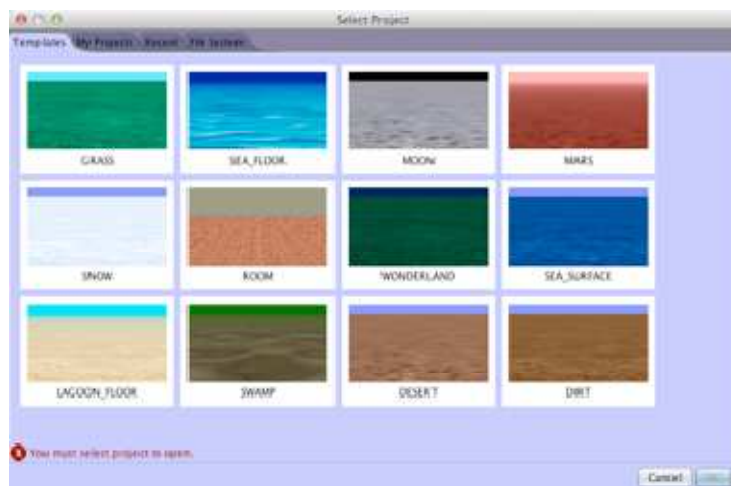 Select Project
Templates My Projects Recent File System
GRASS SEA_FLOOR MOON MARS
SNOW ROOM WONDERLAND SEA_SURFACE
LAGOON_FLOOR SWAMP DESERT DIRT
You must select project to open.
Cancel